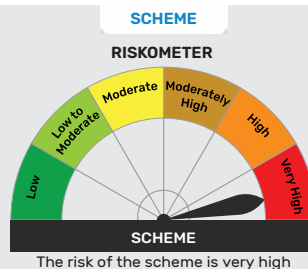 SCHEME
RISKOMETER
Low
Low to
Moderate
Moderate
Moderately
High
High
Very High
SCHEME
The risk of the scheme is very high